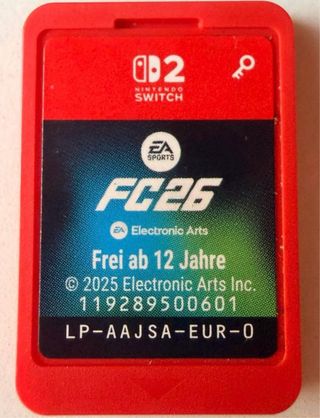 2
NINTENDO
SWITCH
EA
SPORTS
FC26
EA Electronic Arts
Frei ab 12 Jahre
© 2025 Electronic Arts Inc.
119289500601
LP-AAJSA-EUR-0